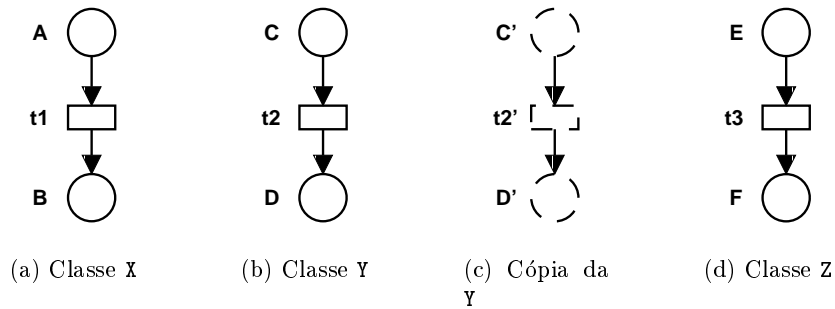 A C C' E
t1 t2 t2' t3
B D D' F
(a) Classe X (b) Classe Y (c) Cópia da (d) Classe Z
Y